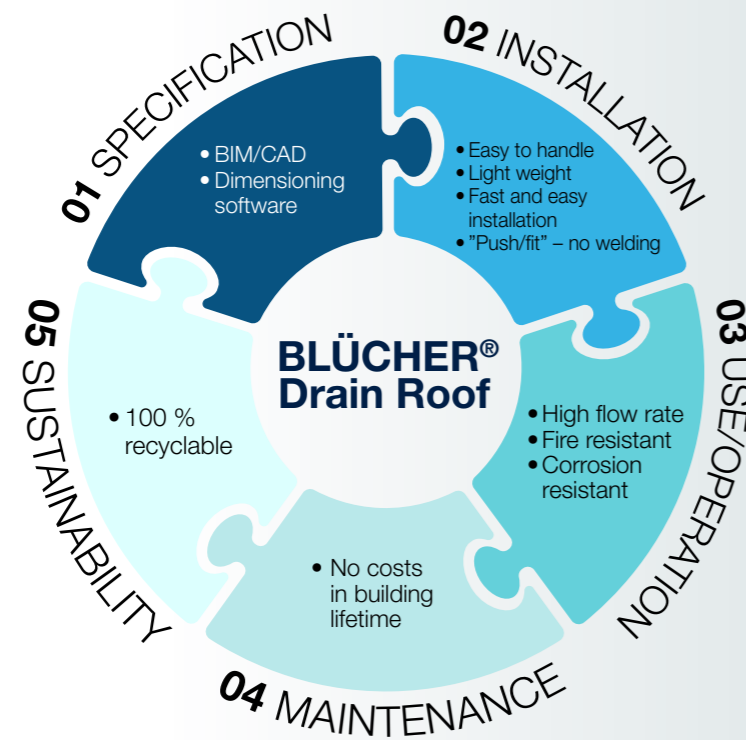 01 SPECIFICATION
• BIM/CAD
• Dimensioning
software
02 INSTALLATION
• Easy to handle
• Light weight
• Fast and easy
installation
• ”Push/fit” – no welding
03 USE/OPERATION
• High flow rate
• Fire resistant
• Corrosion
resistant
04 MAINTENANCE
• No costs
in building
lifetime
05 SUSTAINABILITY
• 100 %
recyclable
BLÜCHER®
Drain Roof